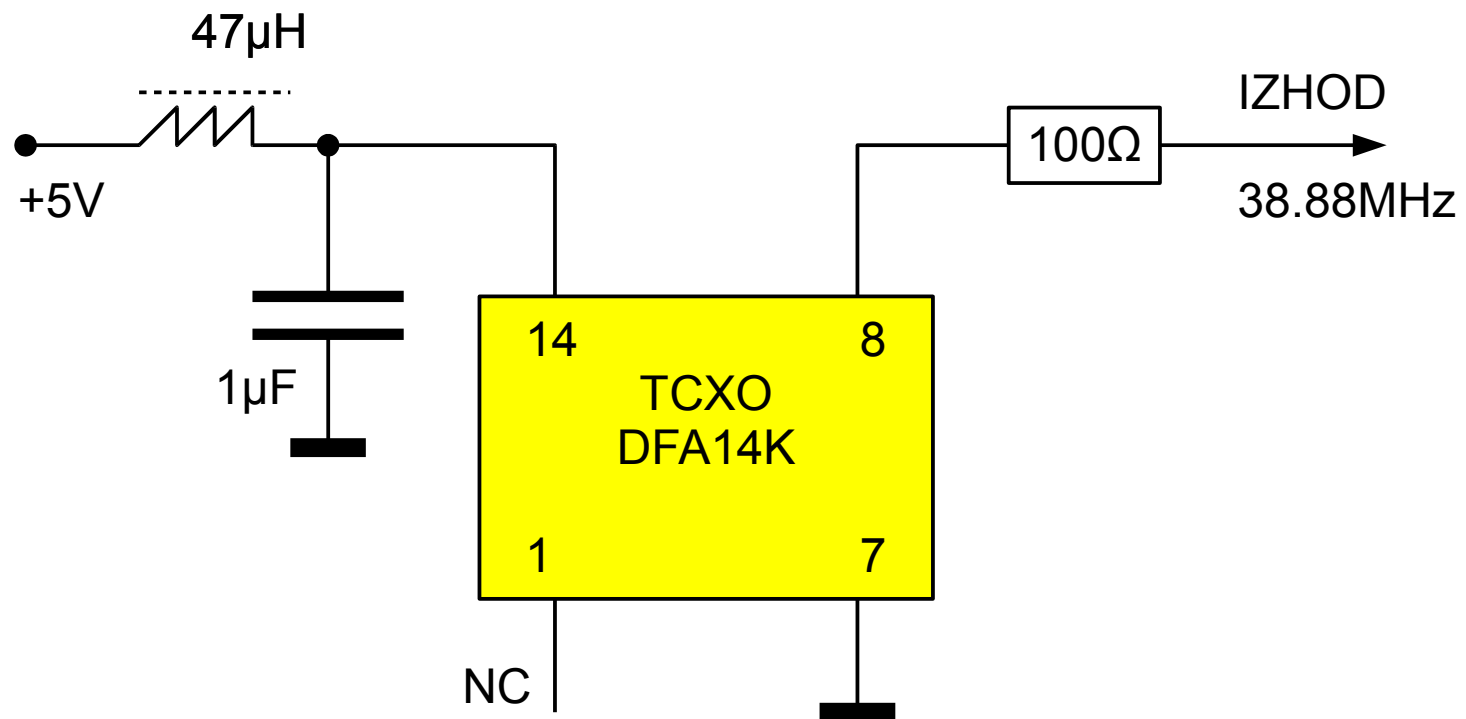 47µH
+5V
1µF
14
8
TCXO
DFA14K
1
7
NC
100Ω
IZHOD
38.88MHz